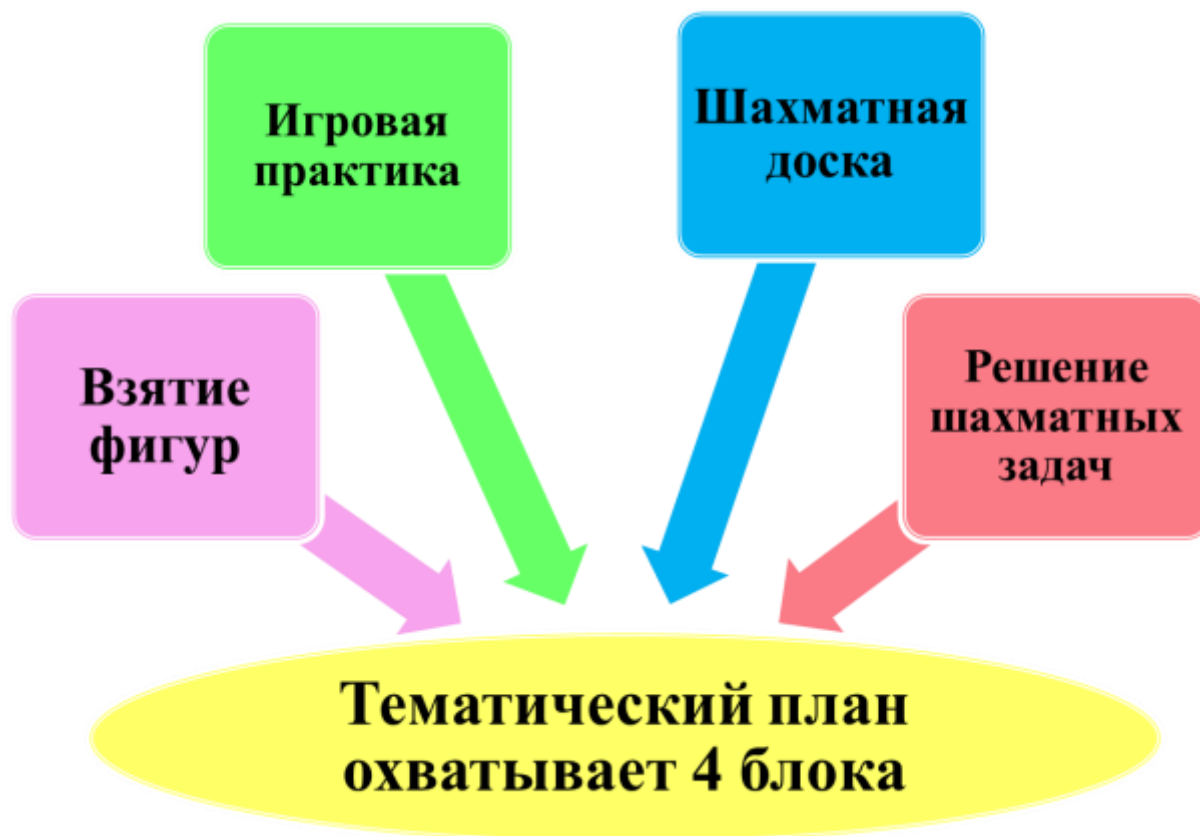 Игровая
практика
Шахматная
доска
Взятие
фигур
Решение
шахматных
задач
Тематический план
охватывает 4 блока